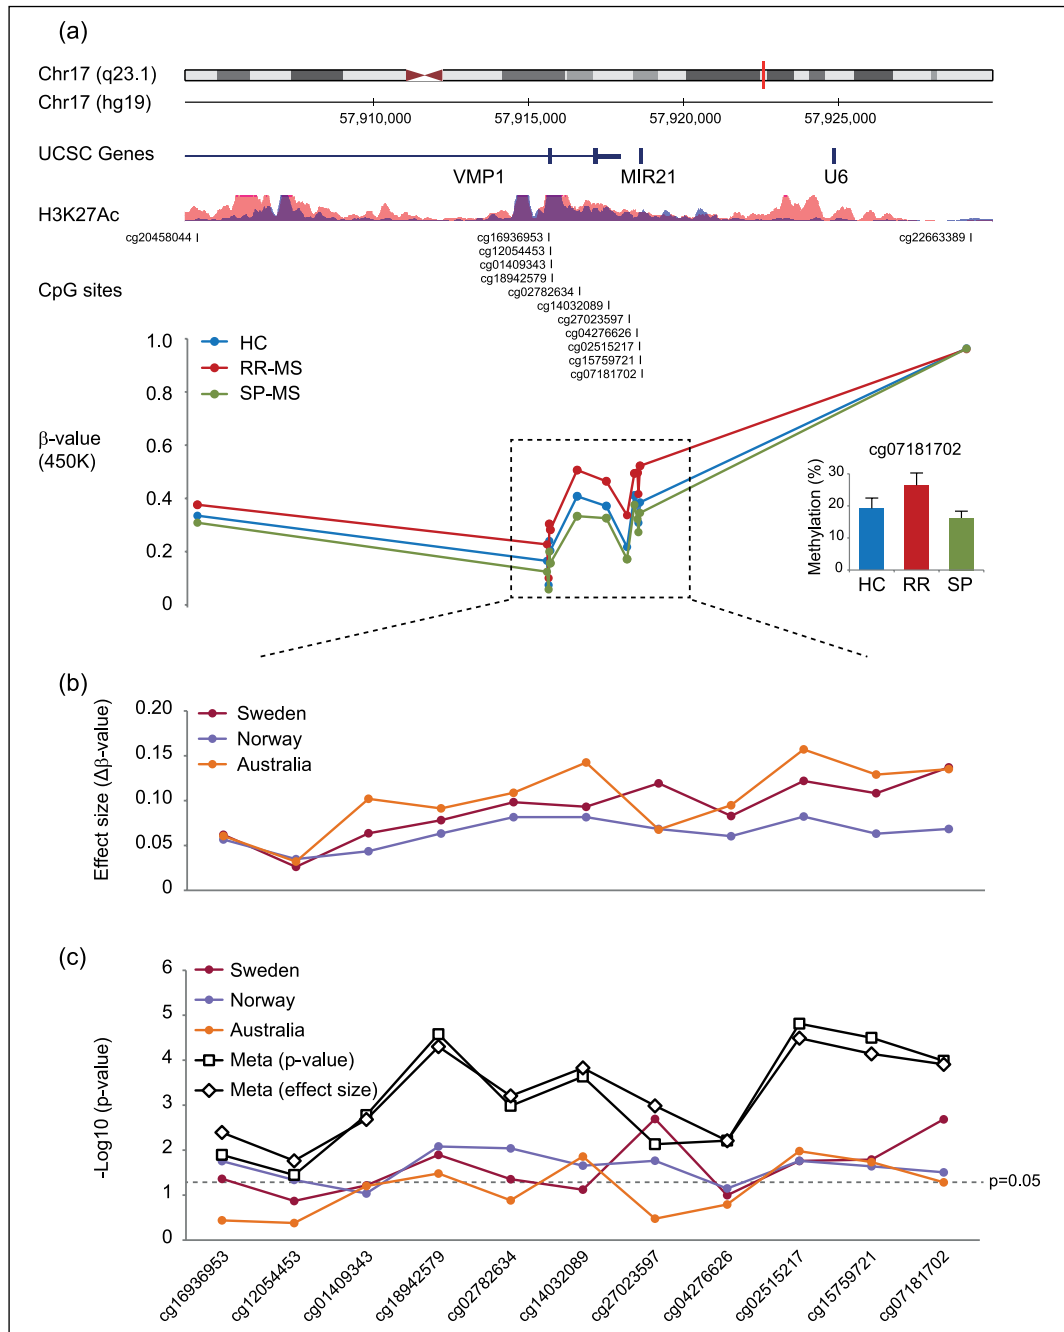 (a)
Chr17 (q23.1)
Chr17 (hg19)
57,910,000 57,915,000 57,920,000 57,925,000
UCSC Genes
VMP1 MIR21 U6
H3K27Ac
cg20458044 cg16936953 cg22663389
cg12054453
cg01409343
cg18942579
CpG sites
cg02782634
cg14032089
cg27023597
cg04276626
cg02515217
cg15759721
cg07181702
1.0
0.8
0.6
0.4
0.2
0
HC
RR-MS
SP-MS
β-value
(450K)
cg07181702
Methylation (%)
30
20
10
0
HC RR SP
(b)
Effect size (Δβ-value)
0.20
0.15
0.10
0.05
0
Sweden
Norway
Australia
(c)
-Log10 (p-value)
6
5
4
3
2
1
0
Sweden
Norway
Australia
Meta (p-value)
Meta (effect size)
p=0.05
cg16936953
cg12054453
cg01409343
cg18942579
cg02782634
cg14032089
cg27023597
cg04276626
cg02515217
cg15759721
cg07181702